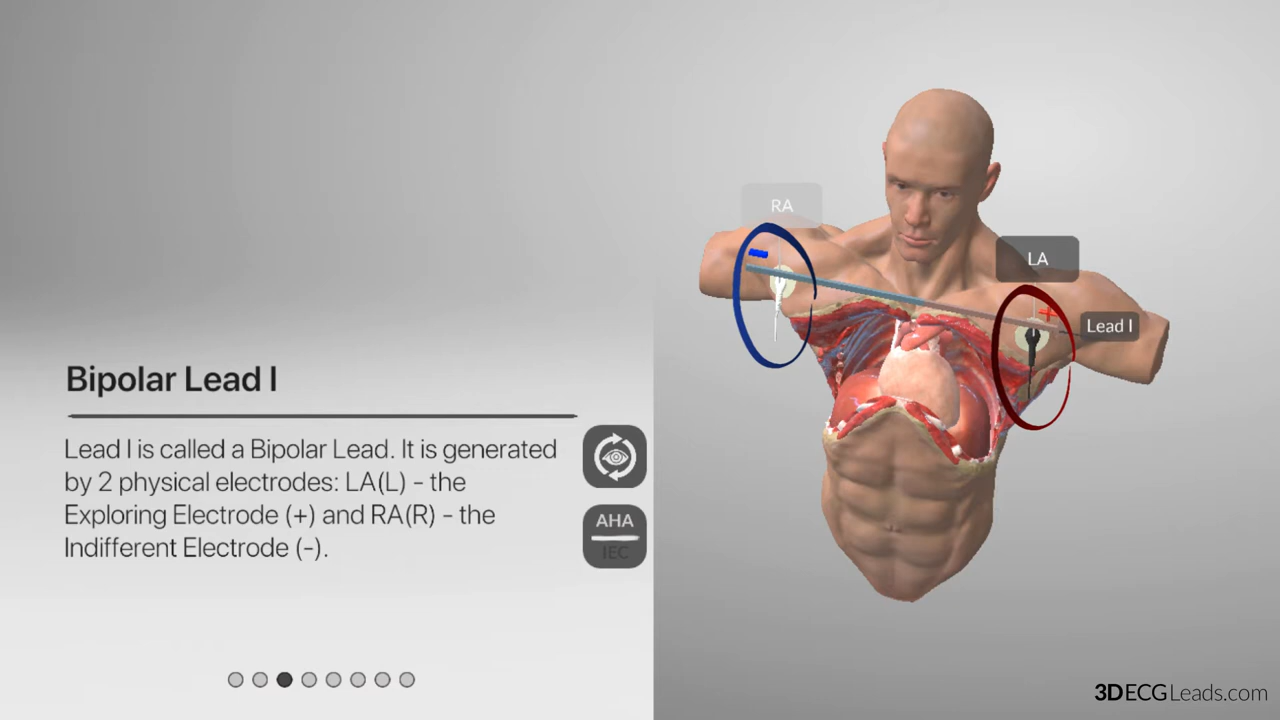 Bipolar Lead I
Lead I is called a Bipolar Lead. It is generated
by 2 physical electrodes: LA(L) - the
Exploring Electrode (+) and RA(R) - the
Indifferent Electrode (-).
AHA
IEC
RA
LA
Lead I
3DECGLeads.com